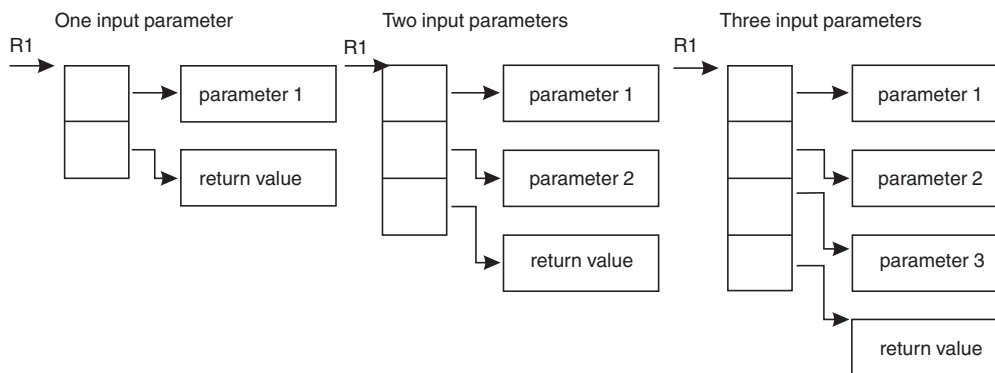 One input parameter
R1
parameter 1
return value
Two input parameters
R1
parameter 1
parameter 2
return value
Three input parameters
R1
parameter 1
parameter 2
parameter 3
return value